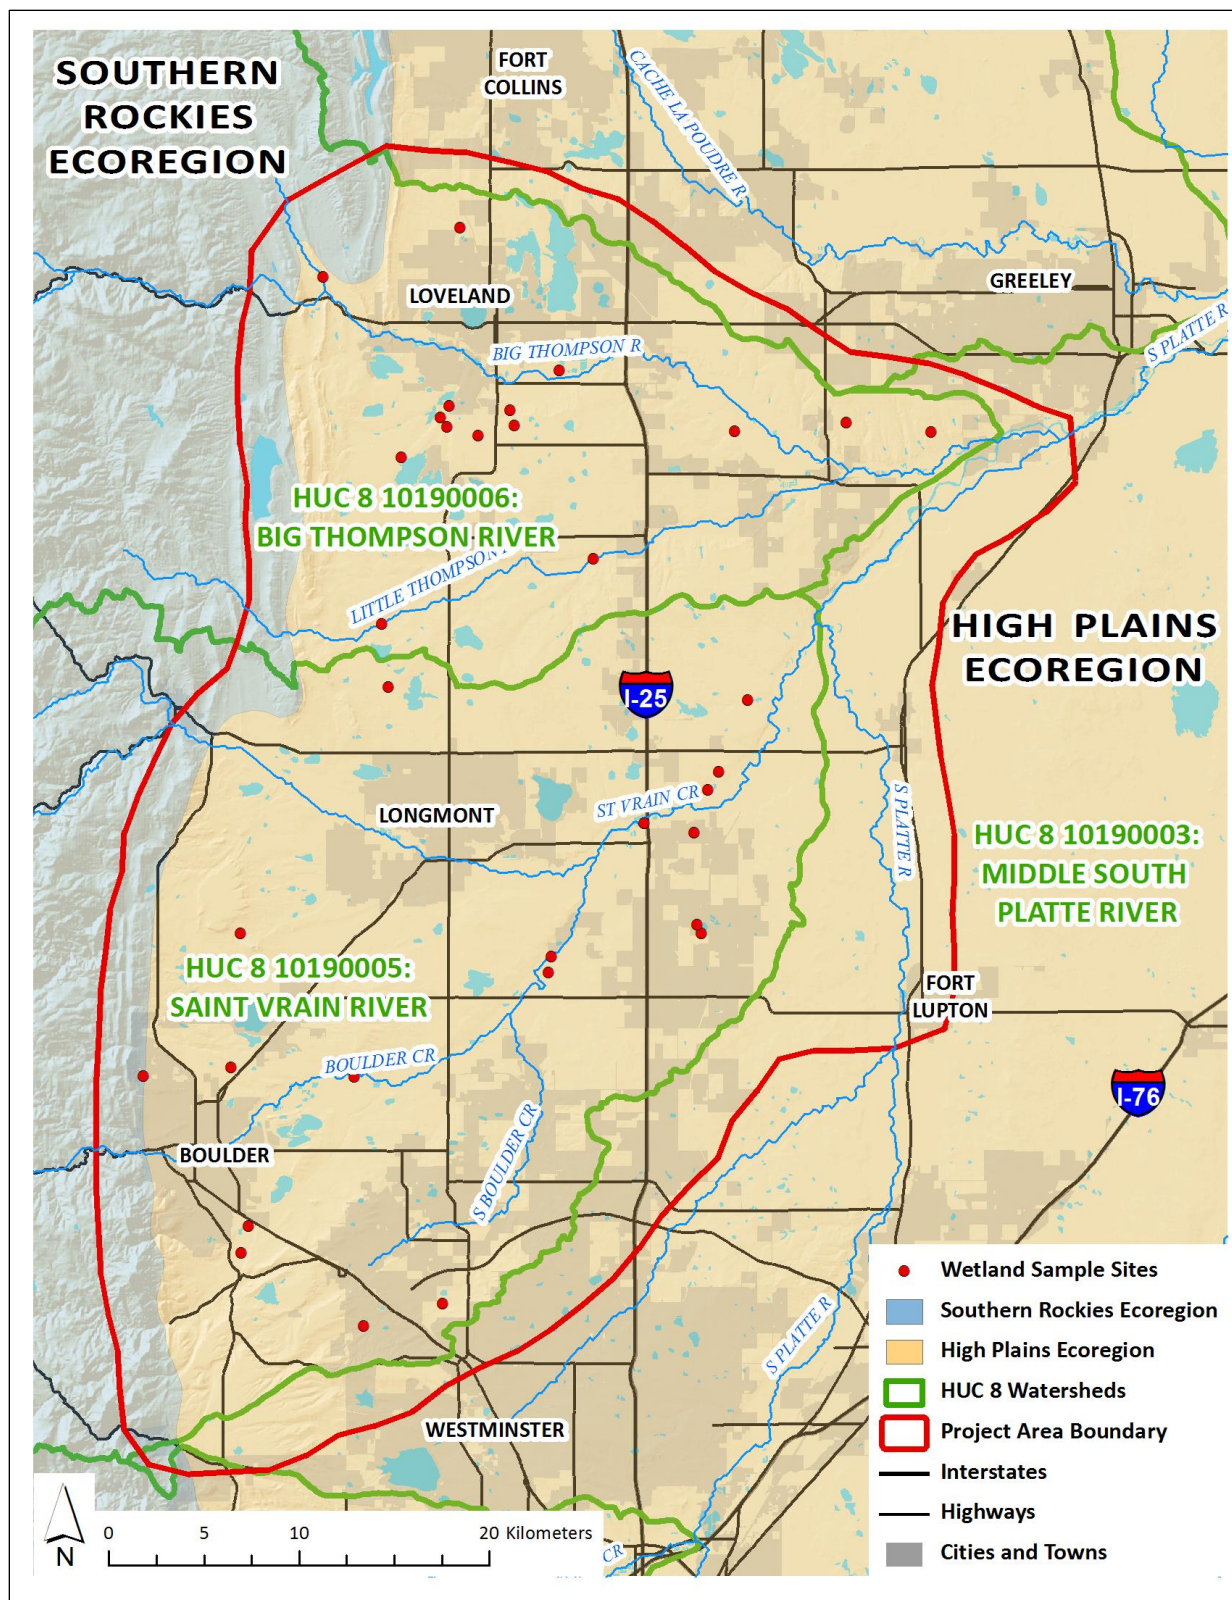 SOUTHERN
ROCKIES
ECOREGION
FORT
COLLINS
CACHE LA POUDRE R
GREELEY
LOVELAND
S PLATTE R
BIG THOMPSON R
HUC 8 10190006:
BIG THOMPSON RIVER
LITTLE THOMPSON
HIGH PLAINS
ECOREGION
I-25
ST VRAIN CR
S PLATTE R
LONGMONT
HUC 8 10190003:
MIDDLE SOUTH
PLATTE RIVER
HUC 8 10190005:
SAINT VRAIN RIVER
FORT
LUPTON
BOULDER CR
I-76
S BOULDER CR
BOULDER
S PLATTE R
WESTMINSTER
CR
Wetland Sample Sites
Southern Rockies Ecoregion
High Plains Ecoregion
HUC 8 Watersheds
Project Area Boundary
Interstates
Highways
Cities and Towns
N
0 5 10 20 Kilometers